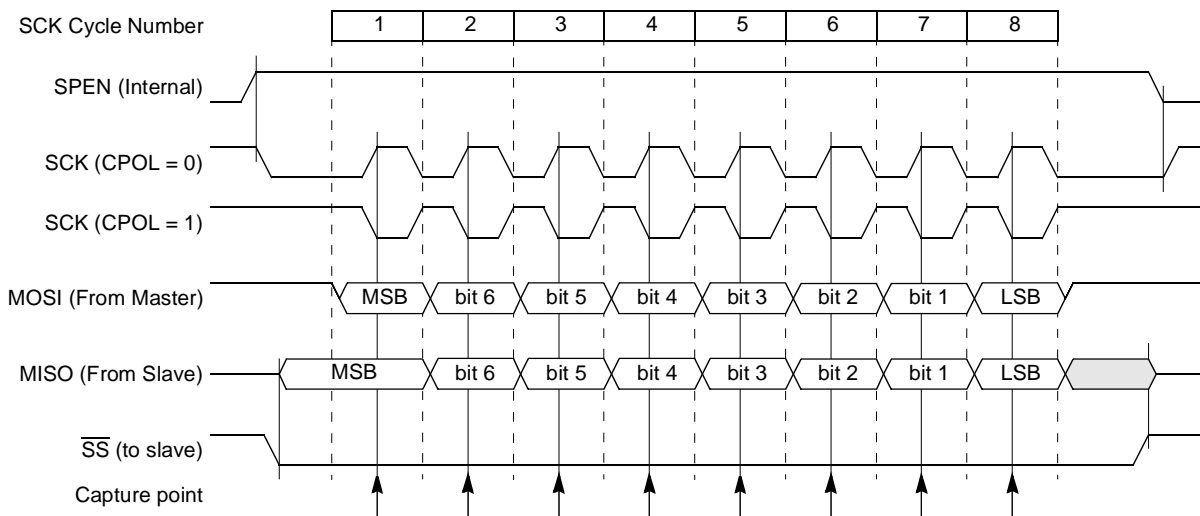 SCK Cycle Number 1 2 3 4 5 6 7 8
SPEN (Internal)
SCK (CPOL = 0)
SCK (CPOL = 1)
MOSI (From Master) MSB bit 6 bit 5 bit 4 bit 3 bit 2 bit 1 LSB
MISO (From Slave) MSB bit 6 bit 5 bit 4 bit 3 bit 2 bit 1 LSB
S̅S̅ (to slave)
Capture point